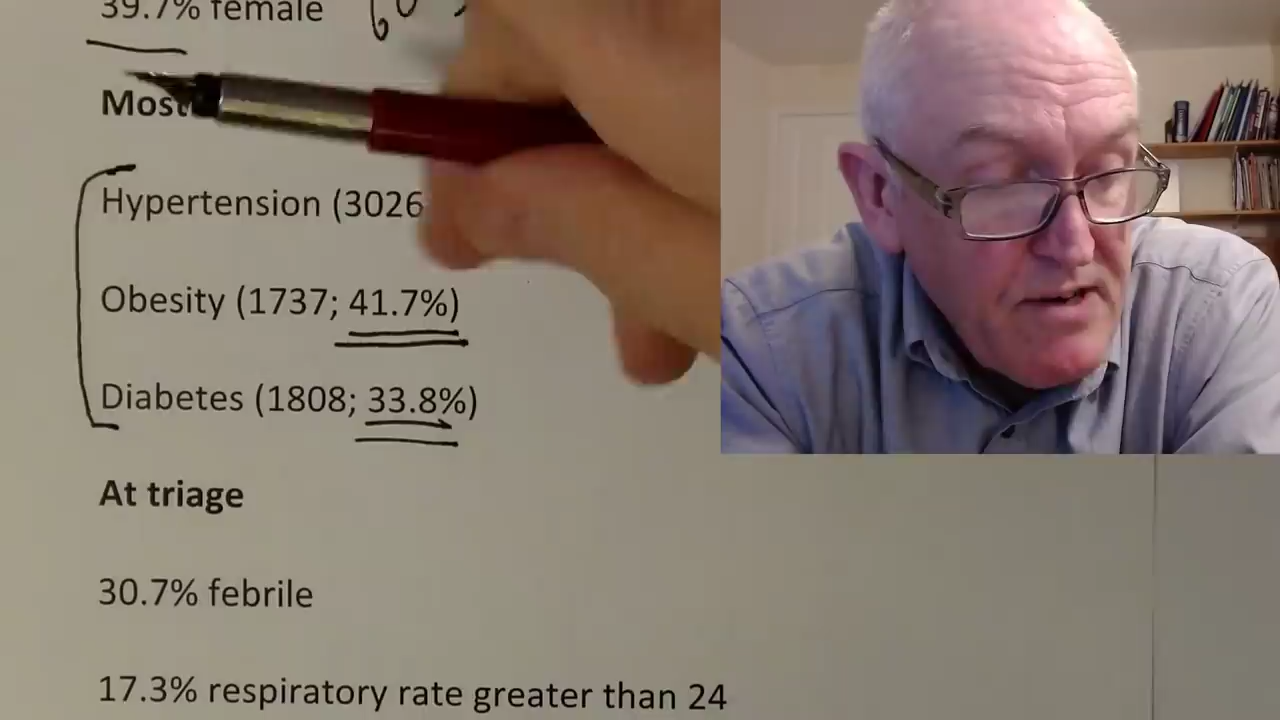 39.7% female 60
Most
Hypertension (3026
Obesity (1737; 41.7%)
Diabetes (1808; 33.8%)
At triage
30.7% febrile
17.3% respiratory rate greater than 24